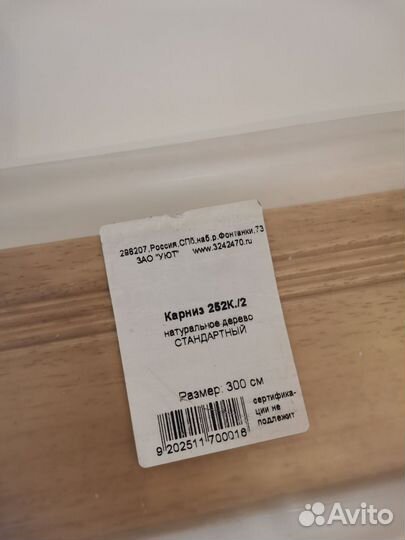 298207,Россия,СПб,наб.р.Фонтанки,73
ЗАО "УЮТ" www.3242470.ru
Карниз 252К./2
натуральное дерево
СТАНДАРТНЫЙ
Размер: 300 см
сертифика-
ции не
подлежит
9 202511 700016
Avito